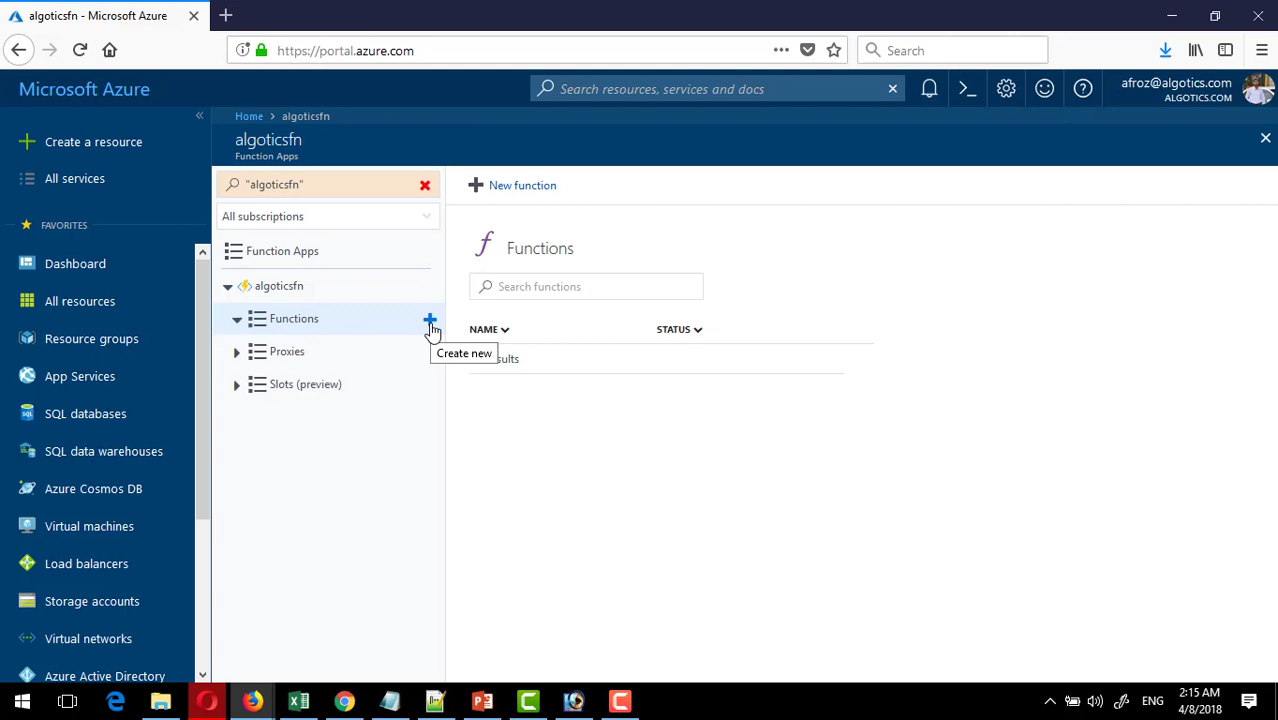 algoticsfn - Microsoft Azure
https://portal.azure.com
Search
Microsoft Azure
Search resources, services and docs
afroz@algotics.com
ALGOTICS.COM
Create a resource
All services
FAVORITES
Dashboard
All resources
Resource groups
App Services
SQL databases
SQL data warehouses
Azure Cosmos DB
Virtual machines
Load balancers
Storage accounts
Virtual networks
Azure Active Directory
Home > algoticsfn
algoticsfn
Function Apps
"algoticsfn"
All subscriptions
Function Apps
algoticsfn
Functions
Proxies
Slots (preview)
Create new
New function
Functions
Search functions
NAME STATUS
ENG
2:15 AM
4/8/2018